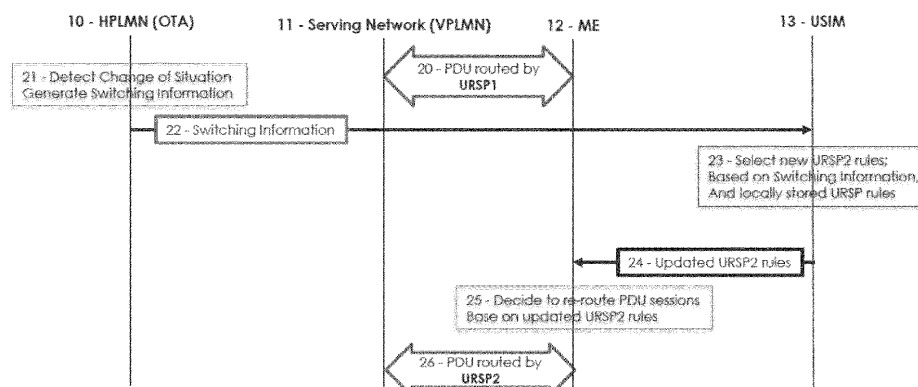 10 - HPLMN (OTA)
11 - Serving Network (VPLMN)
12 - ME
13 - USIM
20 - PDU routed by
URSP1
21 - Detect Change of Situation
Generate Switching Information
22 - Switching Information
23 - Select new URSP2 rules;
Based on Switching Information,
And locally stored URSP rules
24 - Updated URSP2 rules
25 - Decide to re-route PDU sessions
Base on updated URSP2 rules
26 - PDU routed by
URSP2